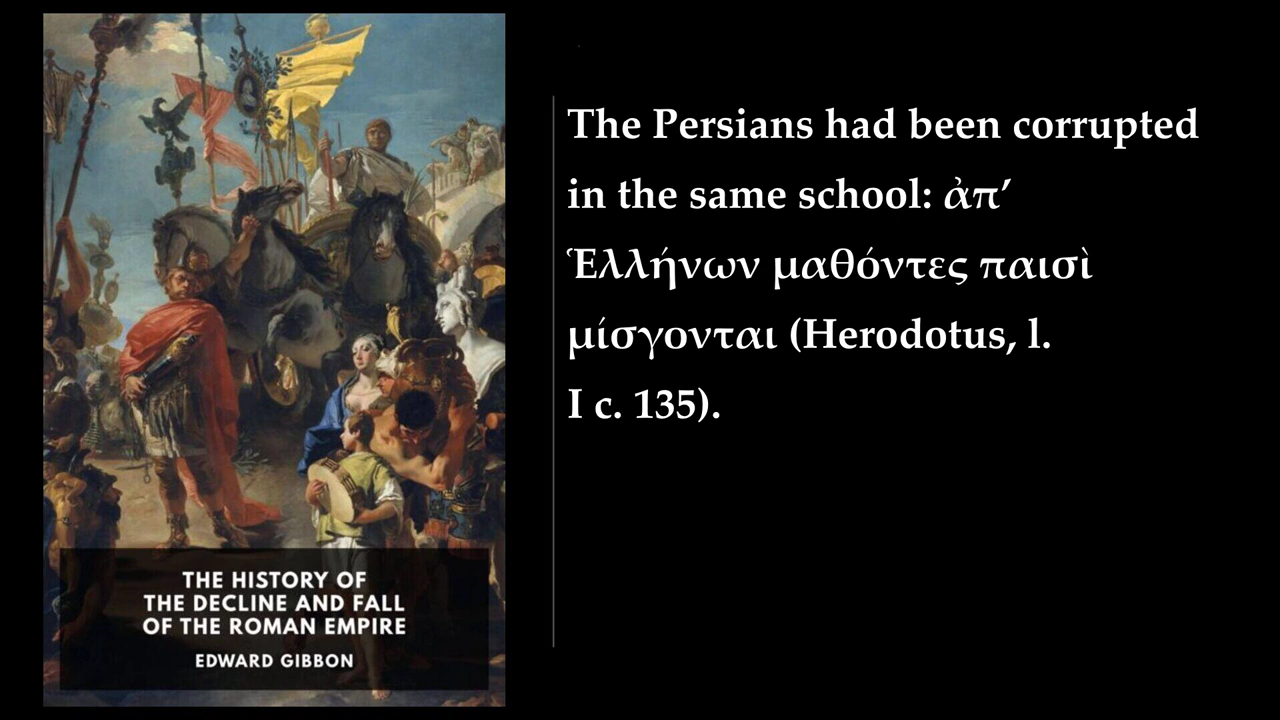 The Persians had been corrupted
in the same school: ἀπ’
Ἑλλήνων μαθόντες παισὶ
μίσγονται (Herodotus, l.
I c. 135).
THE HISTORY OF
THE DECLINE AND FALL
OF THE ROMAN EMPIRE
EDWARD GIBBON